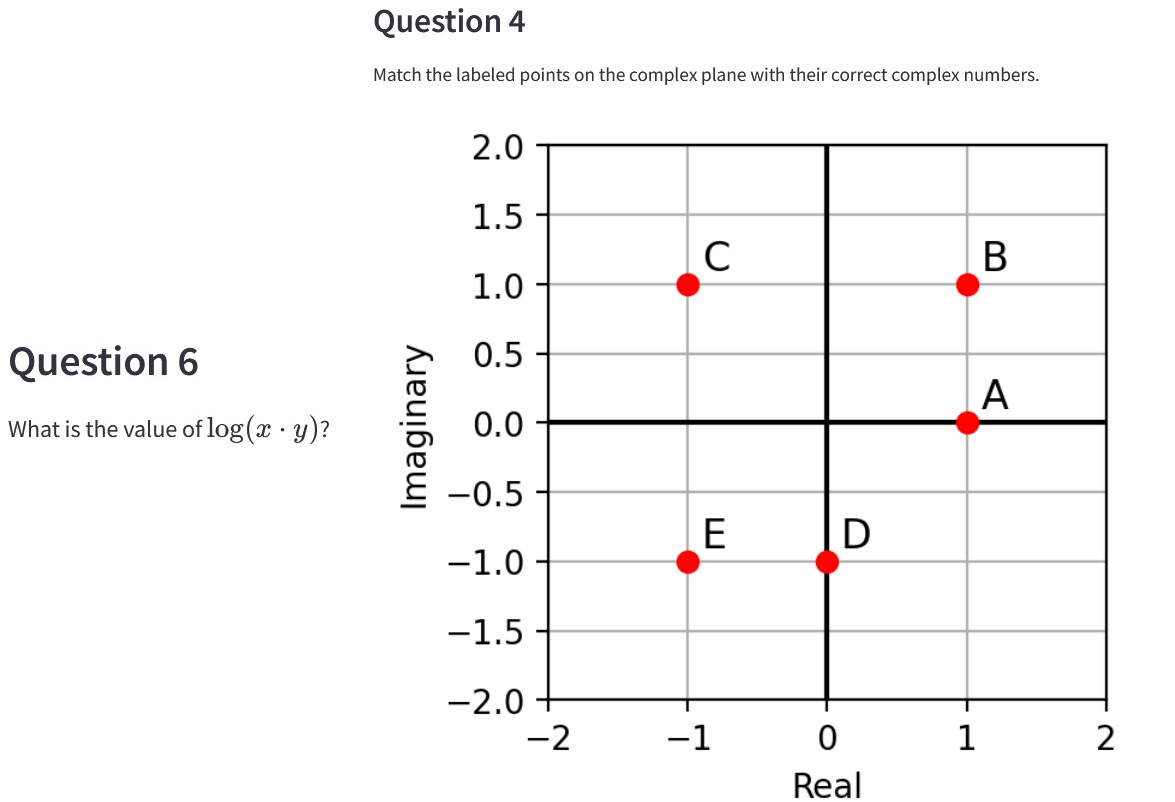 Question 4
Match the labeled points on the complex plane with their correct complex numbers.
2.0
1.5
C
B
1.0
Question 6
0.5
Imaginary
A
What is the value of log(x · y)?
0.0
−0.5
E
D
−1.0
−1.5
−2.0
−2 −1 0 1 2
Real